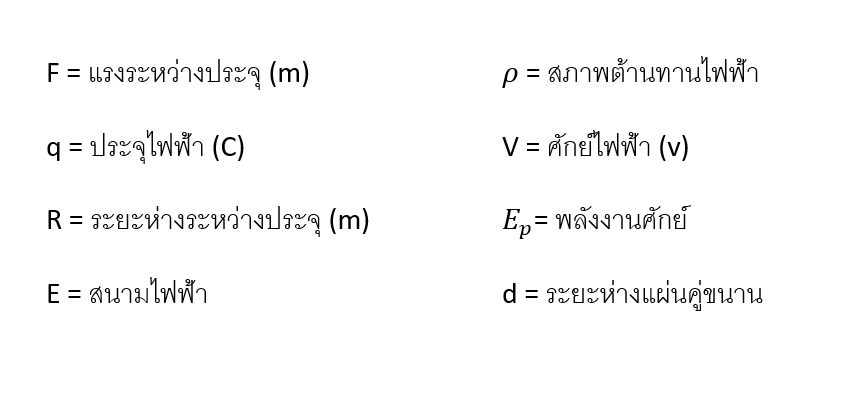 F = แรงระหว่างประจุ (m)
q = ประจุไฟฟ้า (C)
R = ระยะห่างระหว่างประจุ (m)
E = สนามไฟฟ้า
𝜌 = สภาพต้านทานไฟฟ้า
V = ศักย์ไฟฟ้า (v)
𝐸𝑝= พลังงานศักย์
d = ระยะห่างแผ่นคู่ขนาน